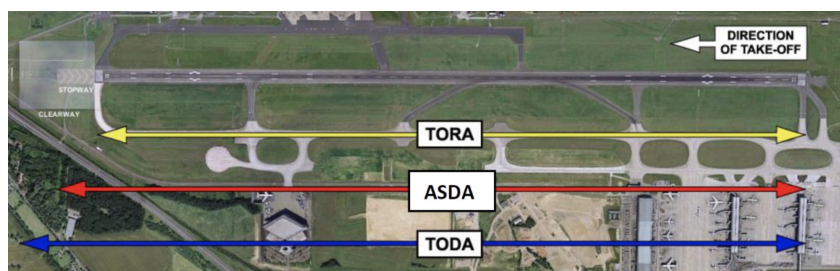 DIRECTION
OF TAKE-OFF
STOPWAY
CLEARWAY
TORA
ASDA
TODA